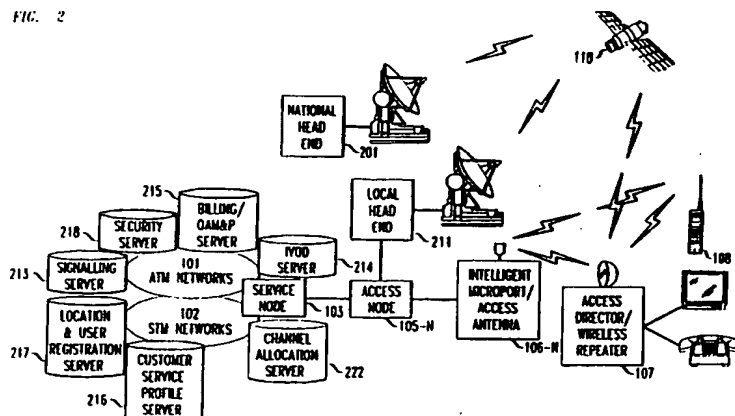 FIG. 2
110
NATIONAL
HEAD
END
201
215
BILLING/
OAM&P
SERVER
218
SECURITY
SERVER
LOCAL
HEAD
END
211
213
SIGNALLING
SERVER
101
ATM NETWORKS
IVOD
SERVER
214
108
SERVICE
NODE
103
ACCESS
NODE
105-N
INTELLIGENT
MICROPORT/
ACCESS
ANTENNA
106-N
ACCESS
DIRECTOR/
WIRELESS
REPEATER
107
102
STM NETWORKS
LOCATION
& USER
REGISTRATION
SERVER
217
CHANNEL
ALLOCATION
SERVER
222
CUSTOMER
SERVICE
PROFILE
SERVER
216